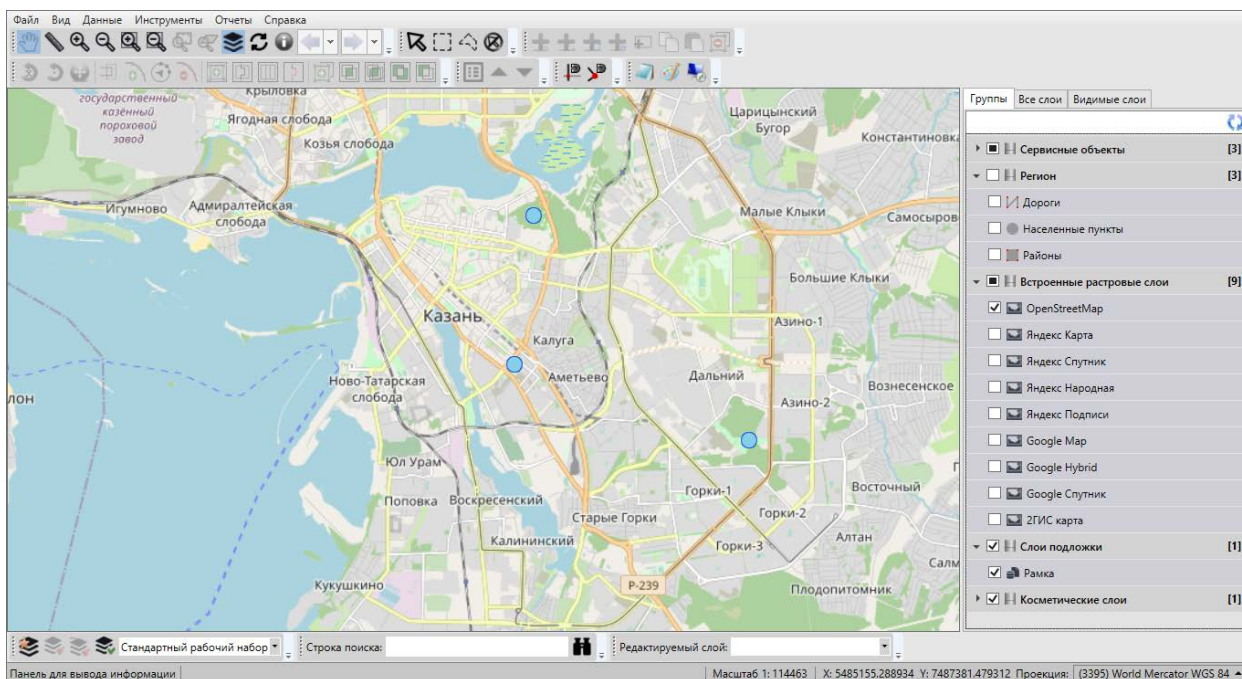 Файл Вид Данные Инструменты Отчеты Справка
государственный
казённый
пороховой
завод
Крыловка
Ягодная слобода
Козья слобода
Царицынский
Бугор
Константиновка
Игумново
Адмиралтейская
слобода
Малые Клыки
Самосыров
Большие Клыки
Казань
Азино-1
Калуга
Ново-Татарская
слобода
Аметьево
Дальний
Вознесенское
лон
Азино-2
Юл Урам
Поповка
Воскресенский
Горки-1
Восточный
Старые Горки
Горки-2
Калининский
Горки-3
Алтан
Салм
Кукушкино
Р-239
Плодопитомник
Группы Все слои Видимые слои
Сервисные объекты [3]
Регион [3]
Дороги
Населенные пункты
Районы
Встроенные растровые слои [9]
OpenStreetMap
Яндекс Карта
Яндекс Спутник
Яндекс Народная
Яндекс Подписи
Google Map
Google Hybrid
Google Спутник
2ГИС карта
Слои подложки [1]
Рамка
Косметические слои [1]
Стандартный рабочий набор Строка поиска: Редактируемый слой:
Панель для вывода информации Масштаб 1: 114463 X: 5485155.288934 Y: 7487381.479312 Проекция: (3395) World Mercator WGS 84